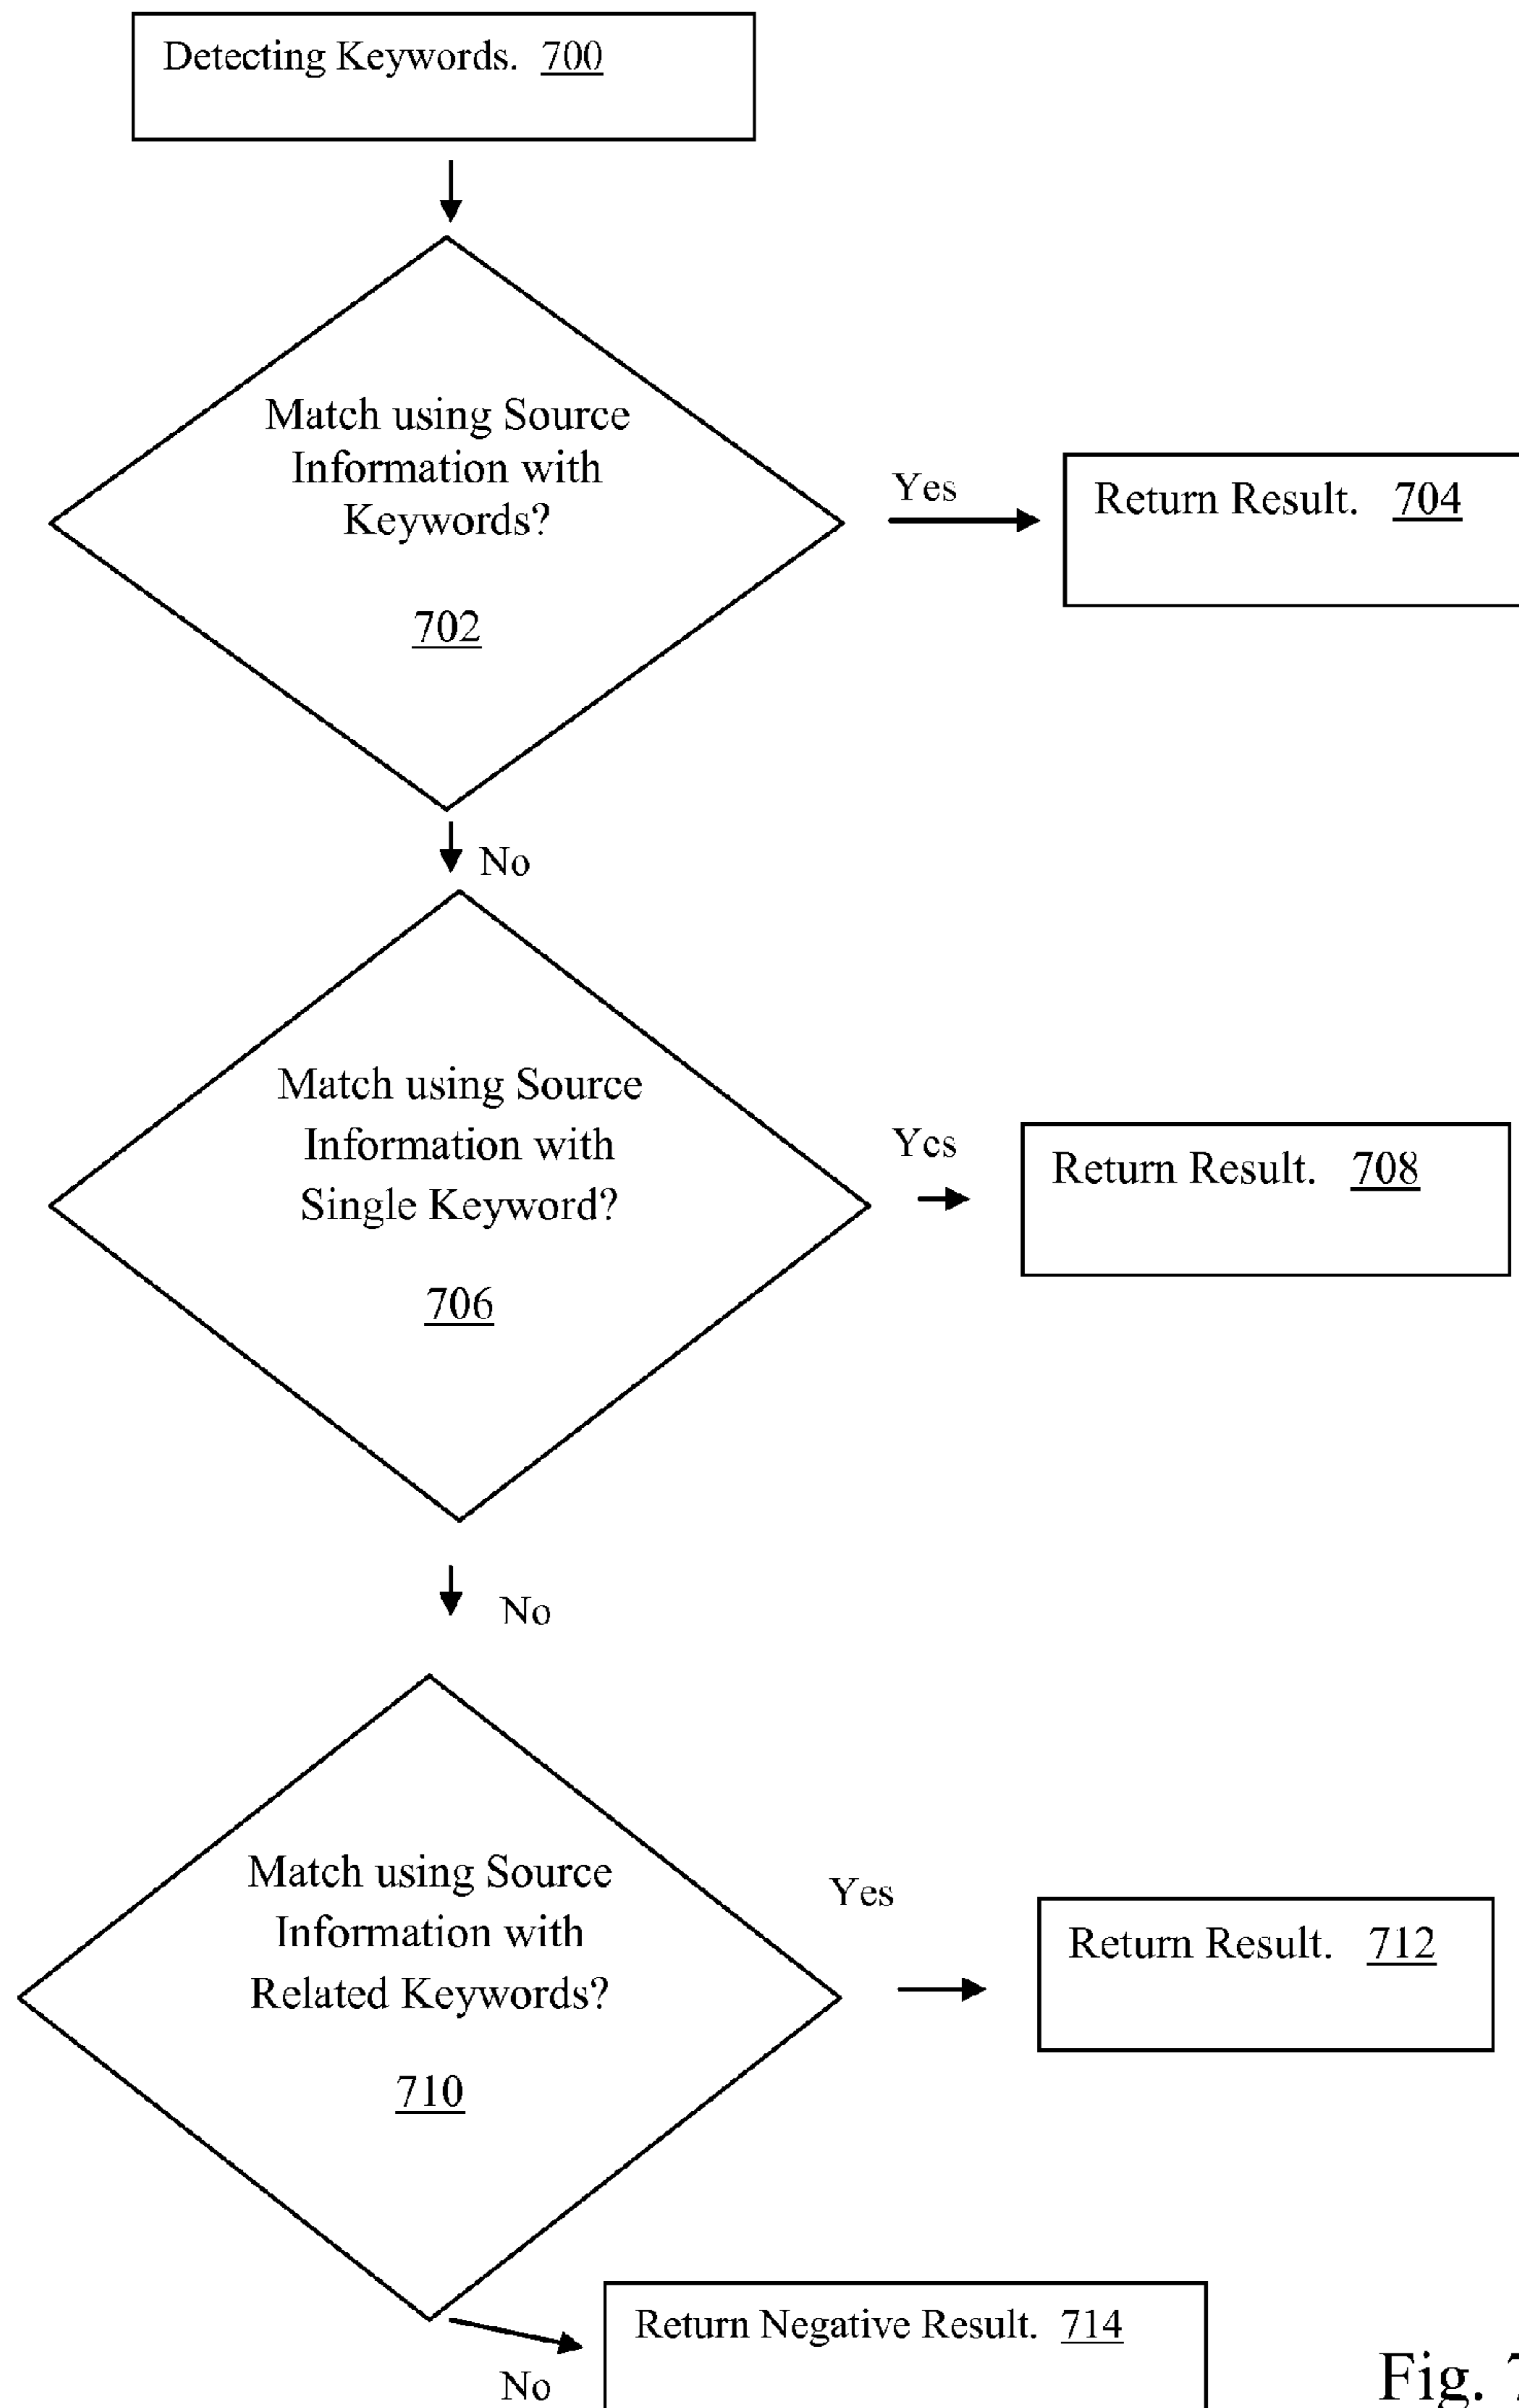 Detecting Keywords. 700
Match using Source
Information with
Keywords?
702
Yes
Return Result. 704
No
Match using Source
Information with
Single Keyword?
706
Yes
Return Result. 708
No
Match using Source
Information with
Related Keywords?
710
Yes
Return Result. 712
No
Return Negative Result. 714
Fig.